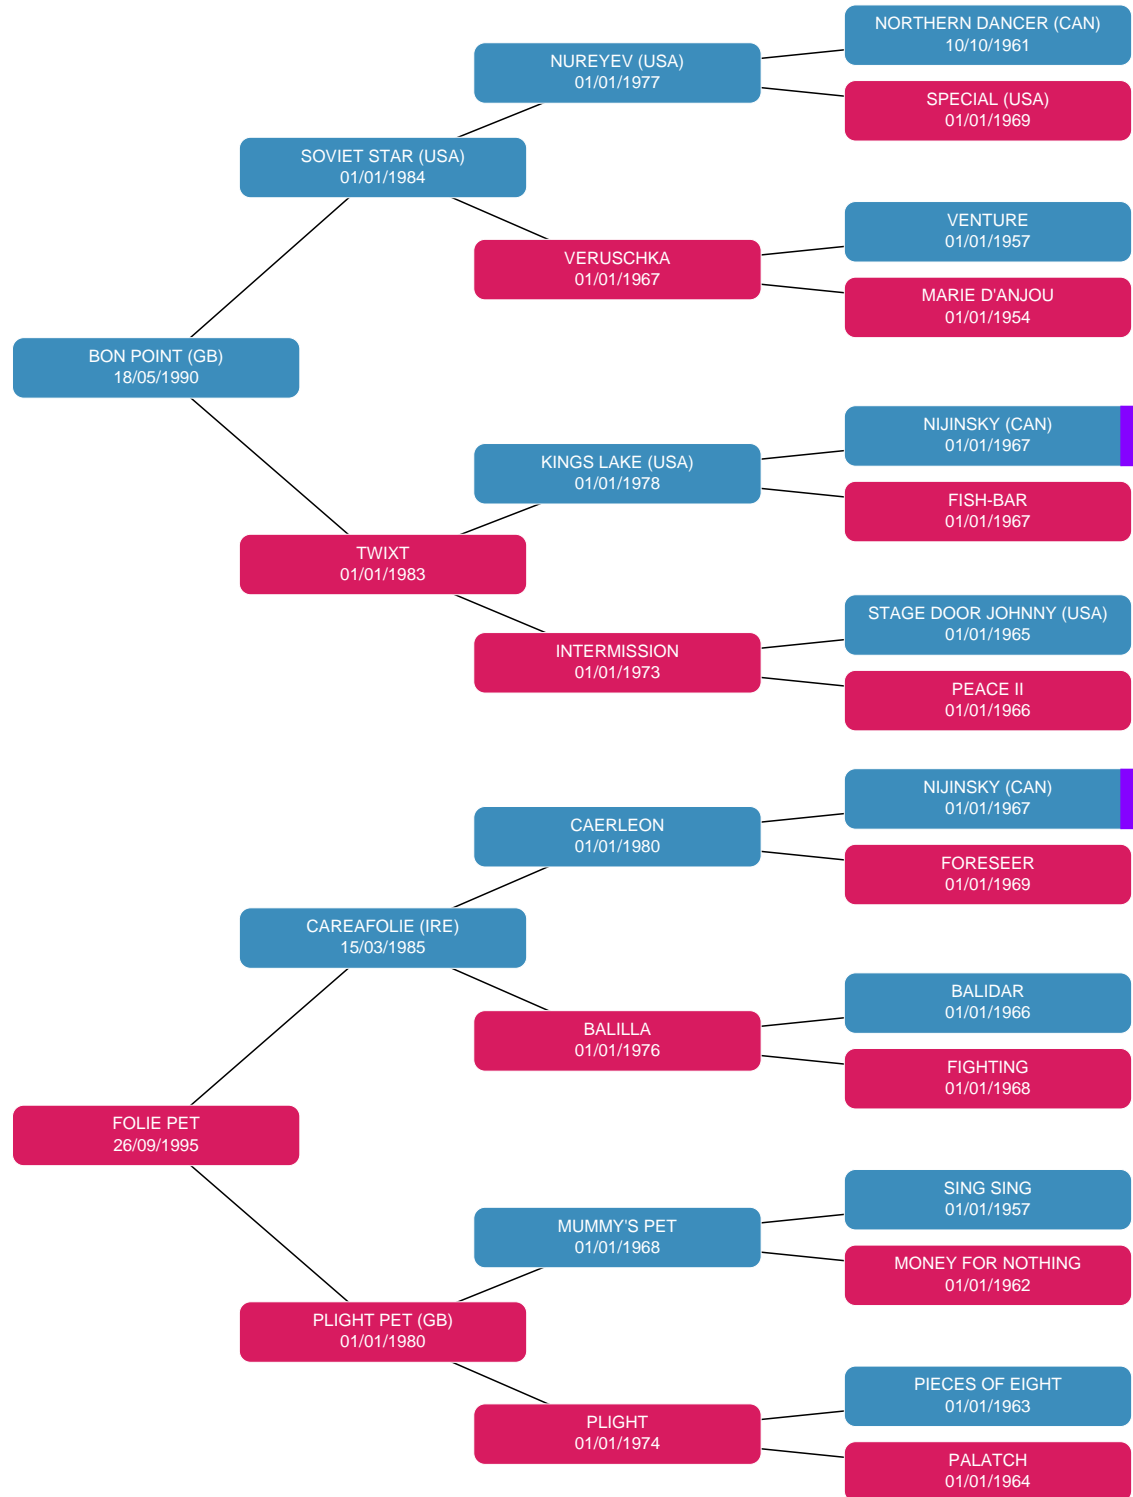 NORTHERN DANCER (CAN)
10/10/1961
NUREYEV (USA)
01/01/1977
SPECIAL (USA)
01/01/1969
SOVIET STAR (USA)
01/01/1984
VENTURE
01/01/1957
VERUSCHKA
01/01/1967
MARIE D'ANJOU
01/01/1954
BON POINT (GB)
18/05/1990
NIJINSKY (CAN)
01/01/1967
KINGS LAKE (USA)
01/01/1978
FISH-BAR
01/01/1967
TWIXT
01/01/1983
STAGE DOOR JOHNNY (USA)
01/01/1965
INTERMISSION
01/01/1973
PEACE II
01/01/1966
NIJINSKY (CAN)
01/01/1967
CAERLEON
01/01/1980
FORESEER
01/01/1969
CAREAFOLIE (IRE)
15/03/1985
BALIDAR
01/01/1966
BALILLA
01/01/1976
FIGHTING
01/01/1968
FOLIE PET
26/09/1995
SING SING
01/01/1957
MUMMY'S PET
01/01/1968
MONEY FOR NOTHING
01/01/1962
PLIGHT PET (GB)
01/01/1980
PIECES OF EIGHT
01/01/1963
PLIGHT
01/01/1974
PALATCH
01/01/1964